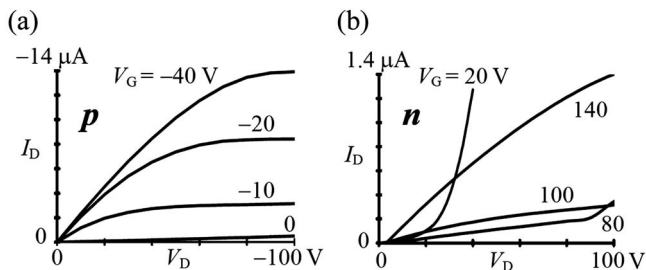 (a)
−14 μA
V_G = −40 V
p
−20
I_D
−10
0
0
0
V_D
−100 V
(b)
1.4 μA
V_G = 20 V
n
140
I_D
100
80
0
0
V_D
100 V